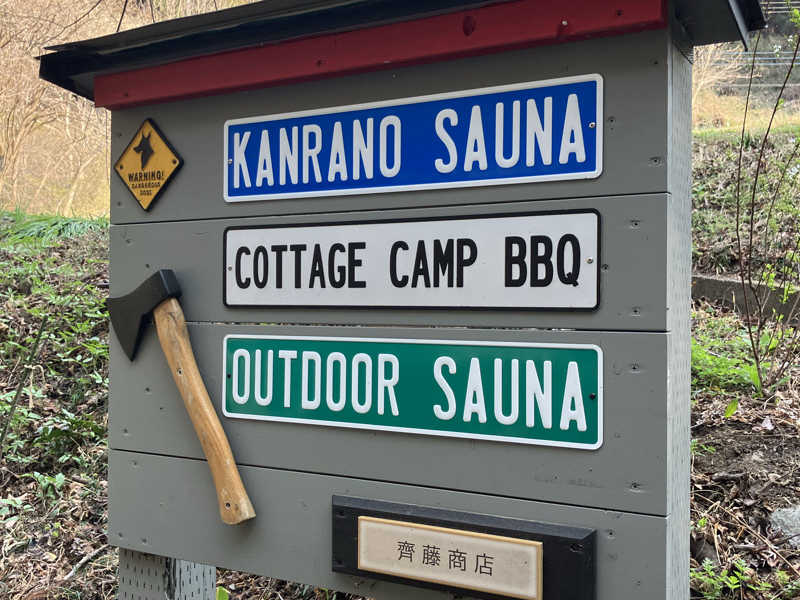 KANRANO SAUNA
WARNING!
COTTAGE CAMP BBQ
OUTDOOR SAUNA
齊藤商店